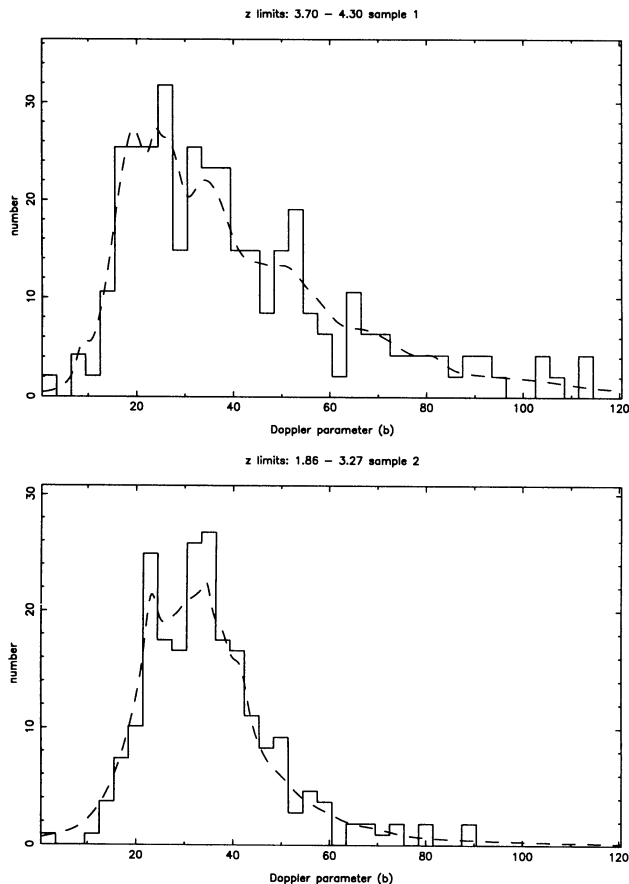 z limits: 3.70 – 4.30 sample 1
30
20
10
0
number
20 40 60 80 100 120
Doppler parameter (b)
z limits: 1.86 – 3.27 sample 2
30
20
10
0
number
20 40 60 80 100 120
Doppler parameter (b)